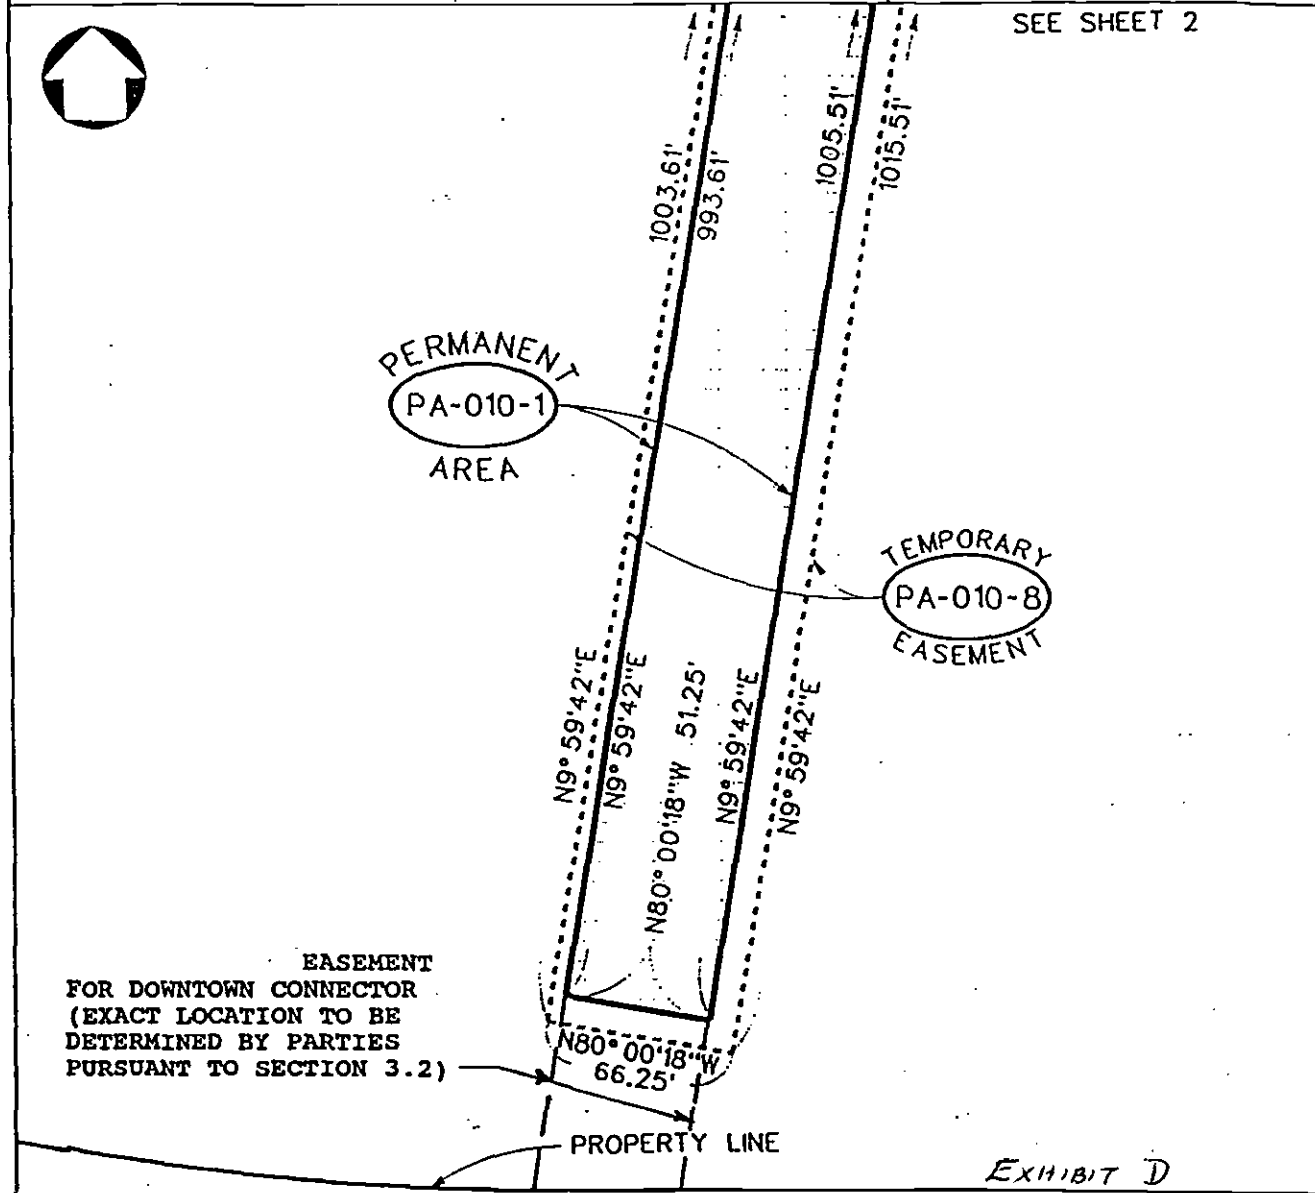 SEE SHEET 2
1003.61'
993.61'
1005.51'
1015.51'
PERMANENT
PA-010-1
AREA
TEMPORARY
PA-010-8
EASEMENT
N9°59'42"E
N9°59'42"E
N80°00'18"W 51.25'
N9°59'42"E
N9°59'42"E
EASEMENT
FOR DOWNTOWN CONNECTOR
(EXACT LOCATION TO BE
DETERMINED BY PARTIES
PURSUANT TO SECTION 3.2)
N80°00'18"W
66.25'
PROPERTY LINE
EXHIBIT D